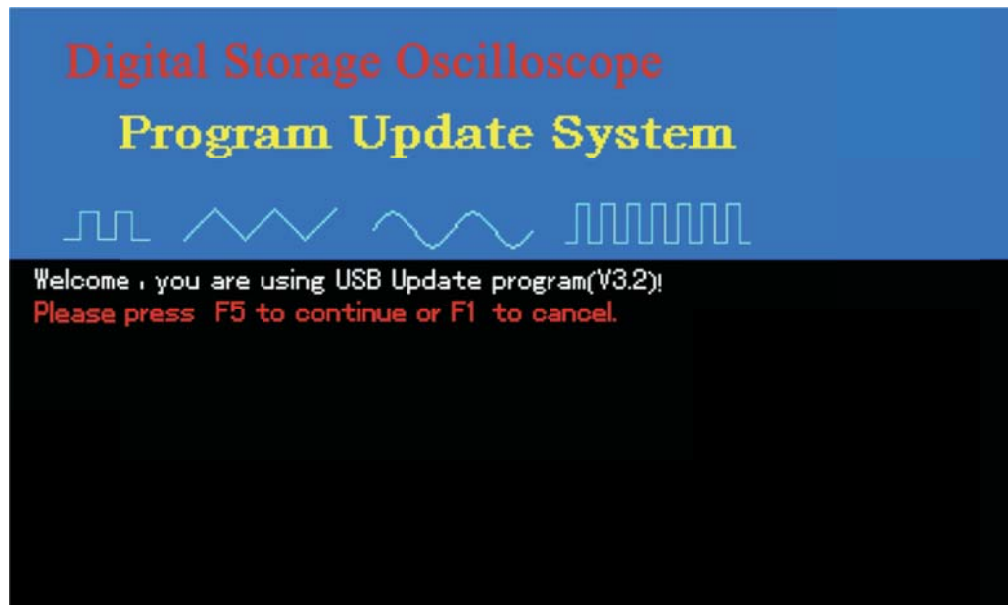 Digital Storage Oscilloscope
Program Update System
Welcome , you are using USB Update program(V3.2)!
Please press F5 to continue or F1 to cancel.